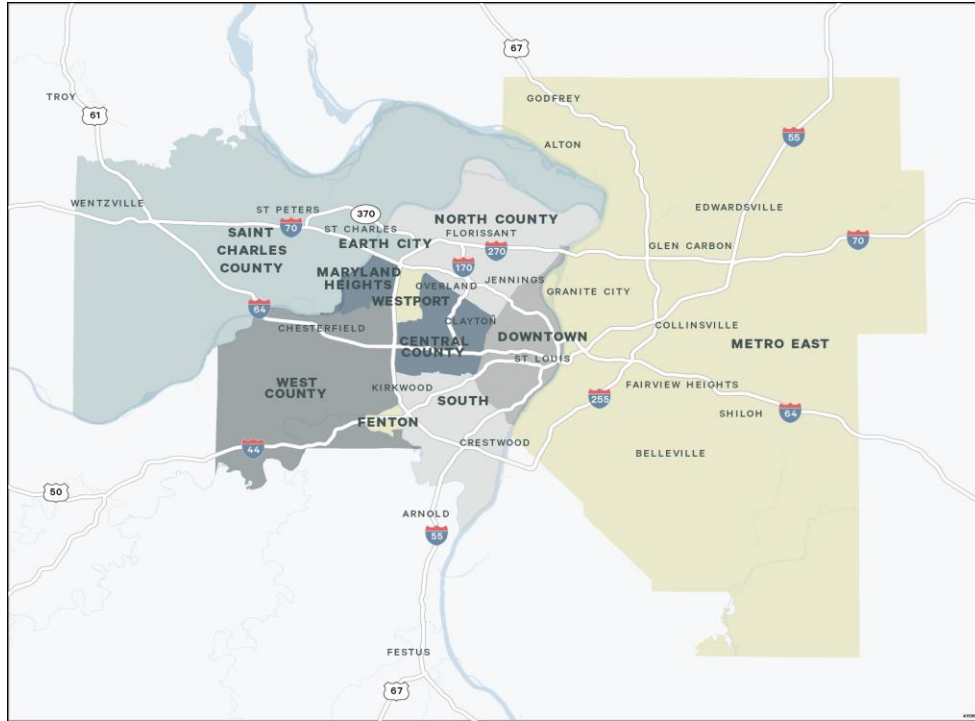 67
TROY
GODFREY
61
55
ALTON
WENTZVILLE
ST PETERS
370
EDWARDSVILLE
NORTH COUNTY
70
ST CHARLES
FLORISSANT
SAINT
CHARLES
COUNTY
EARTH CITY
270
GLEN CARBON
70
170
MARYLAND
HEIGHTS
OVERLAND
JENNINGS
GRANITE CITY
WESTPORT
64
CHESTERFIELD
CLAYTON
COLLINSVILLE
CENTRAL
COUNTY
DOWNTOWN
METRO EAST
ST LOUIS
WEST
COUNTY
KIRKWOOD
FAIRVIEW HEIGHTS
SOUTH
255
SHILOH
64
FENTON
44
CRESTWOOD
BELLEVILLE
50
ARNOLD
55
FESTUS
67